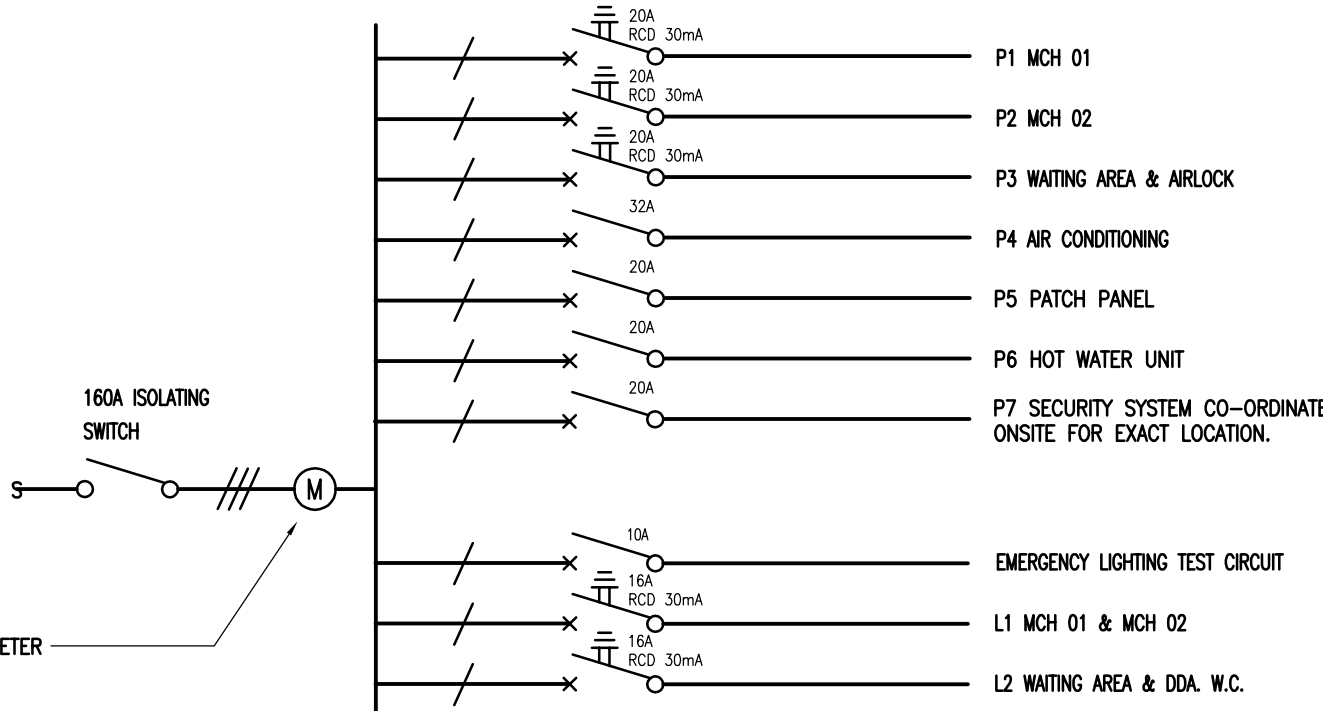 20A
RCD 30mA
P1 MCH 01
20A
RCD 30mA
P2 MCH 02
20A
RCD 30mA
P3 WAITING AREA & AIRLOCK
32A
P4 AIR CONDITIONING
20A
P5 PATCH PANEL
20A
P6 HOT WATER UNIT
20A
P7 SECURITY SYSTEM CO-ORDINATE
ONSITE FOR EXACT LOCATION.
160A ISOLATING
SWITCH
S
M
10A
EMERGENCY LIGHTING TEST CIRCUIT
16A
RCD 30mA
L1 MCH 01 & MCH 02
ETER
16A
RCD 30mA
L2 WAITING AREA & DDA. W.C.